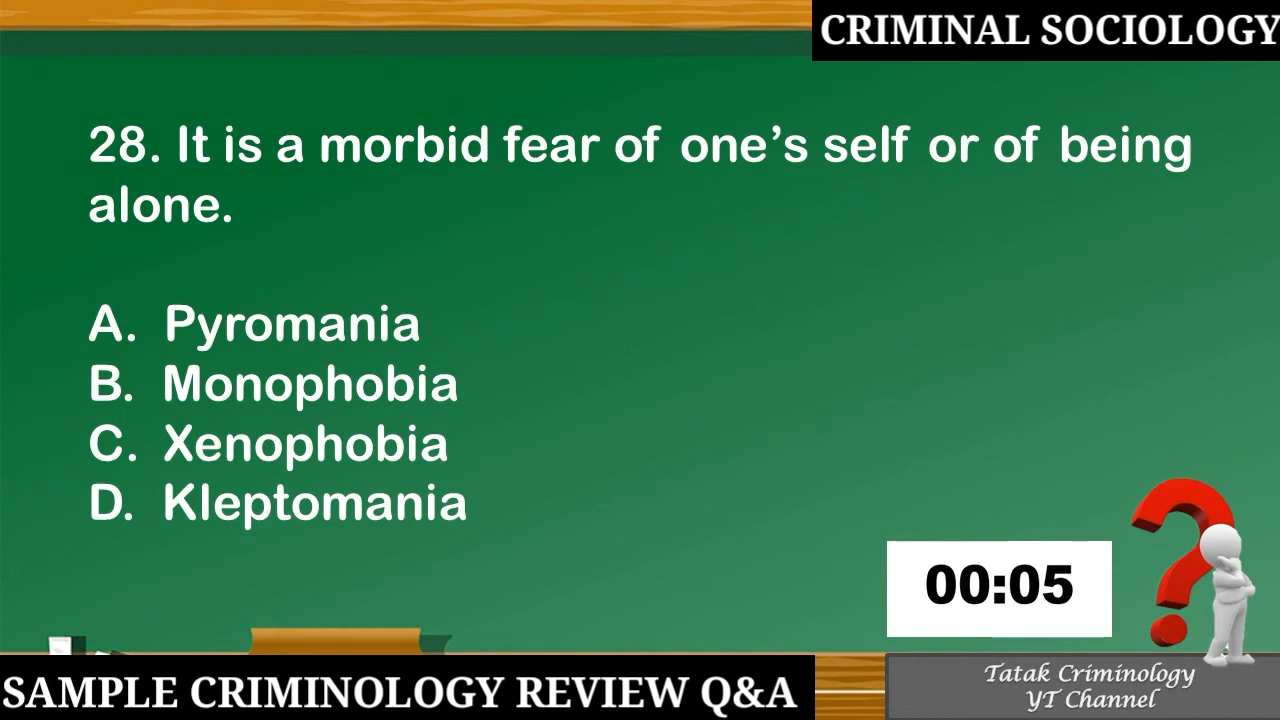 CRIMINAL SOCIOLOGY
28. It is a morbid fear of one’s self or of being
alone.
A. Pyromania
B. Monophobia
C. Xenophobia
D. Kleptomania
00:05
SAMPLE CRIMINOLOGY REVIEW Q&A
Tatak Criminology
YT Channel